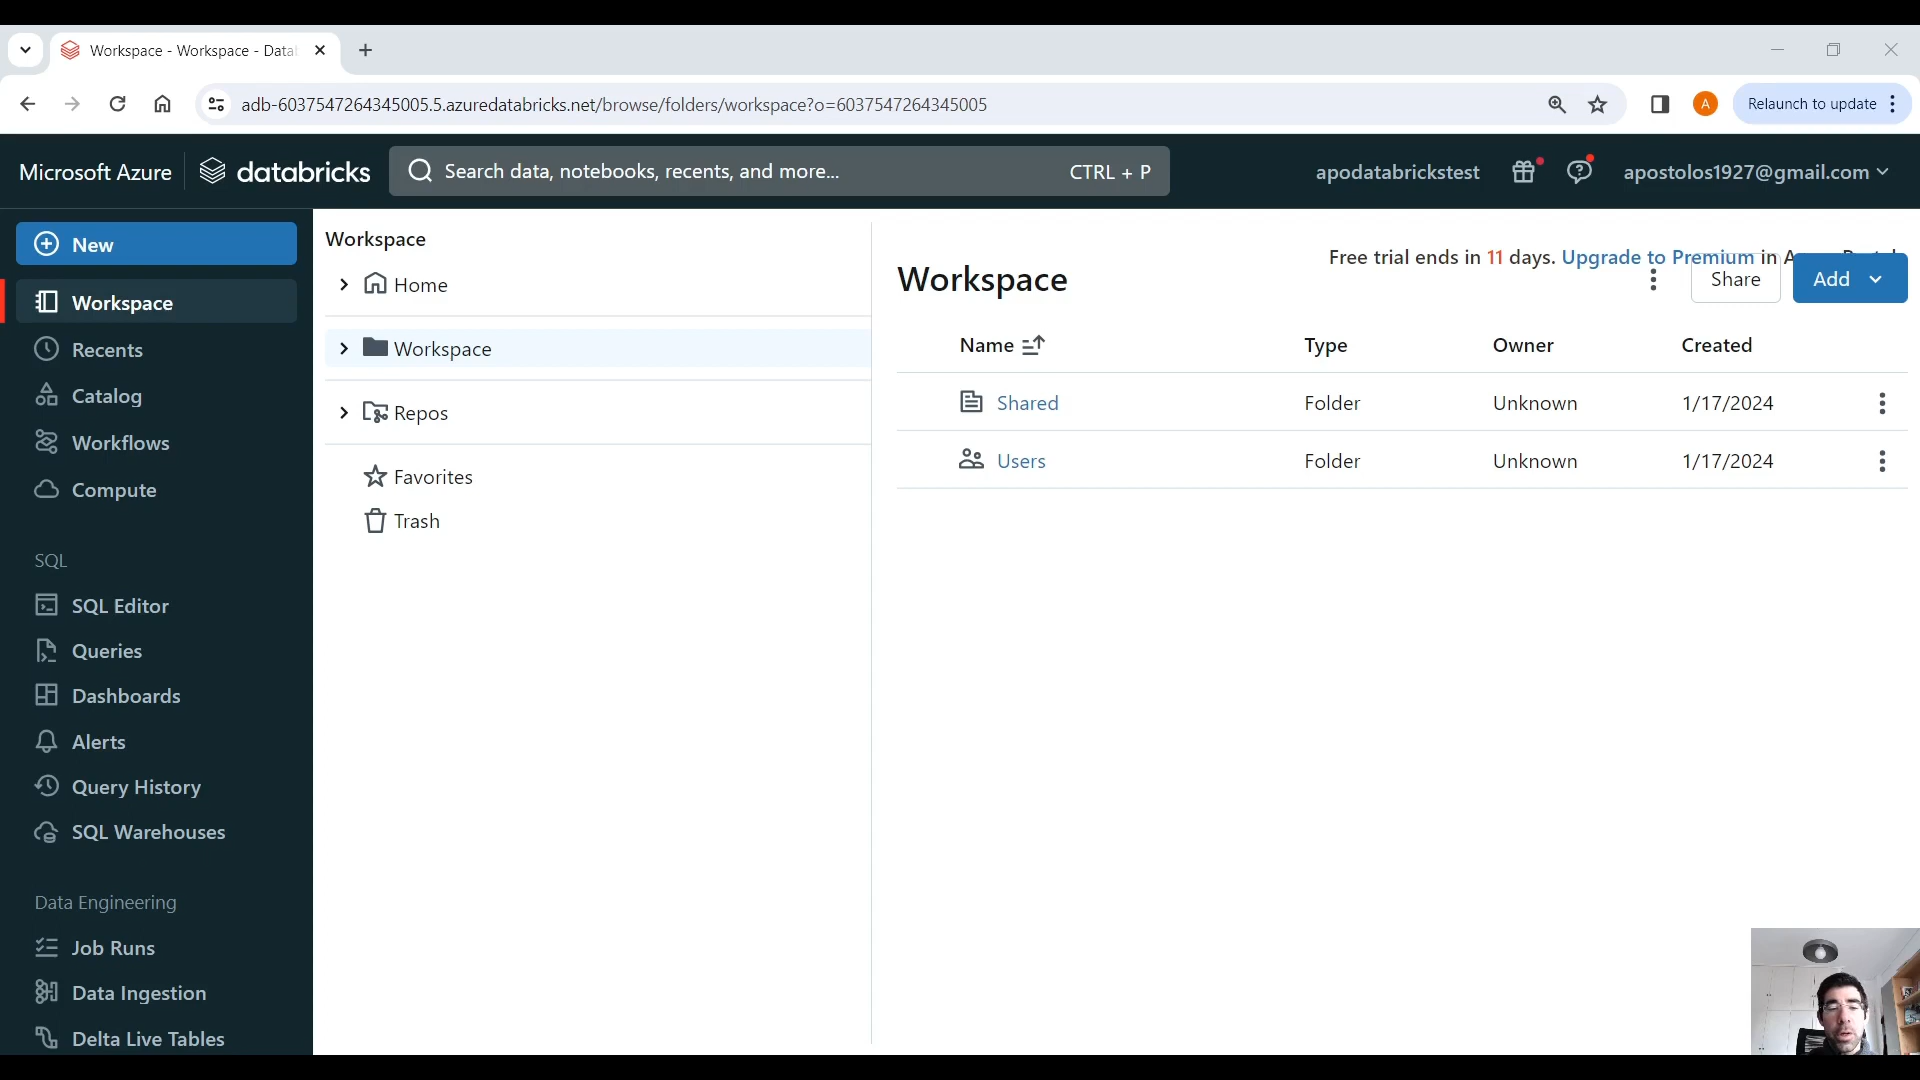 Workspace - Workspace - Data
adb-6037547264345005.5.azuredatabricks.net/browse/folders/workspace?o=6037547264345005
A
Relaunch to update
Microsoft Azure
databricks
Search data, notebooks, recents, and more...
CTRL + P
apodatabrickstest
apostolos1927@gmail.com
New
Workspace
Recents
Catalog
Workflows
Compute
SQL
SQL Editor
Queries
Dashboards
Alerts
Query History
SQL Warehouses
Data Engineering
Job Runs
Data Ingestion
Delta Live Tables
Workspace
Home
Workspace
Repos
Favorites
Trash
Free trial ends in 11 days. Upgrade to Premium in
Workspace
Share
Add
Name Type Owner Created
Shared Folder Unknown 1/17/2024
Users Folder Unknown 1/17/2024